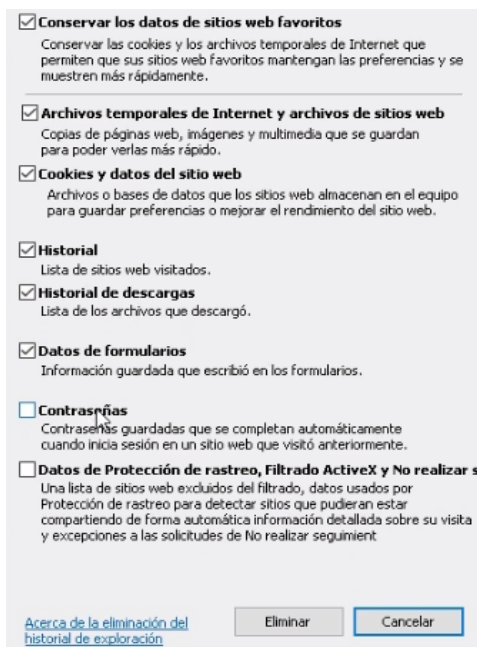 Conservar los datos de sitios web favoritos
Conservar las cookies y los archivos temporales de Internet que
permiten que sus sitios web favoritos mantengan las preferencias y se
muestren más rápidamente.
Archivos temporales de Internet y archivos de sitios web
Copias de páginas web, imágenes y multimedia que se guardan
para poder verlas más rápido.
Cookies y datos del sitio web
Archivos o bases de datos que los sitios web almacenan en el equipo
para guardar preferencias o mejorar el rendimiento del sitio web.
Historial
Lista de sitios web visitados.
Historial de descargas
Lista de los archivos que descargó.
Datos de formularios
Información guardada que escribió en los formularios.
Contraseñas
Contraseñas guardadas que se completan automáticamente
cuando inicia sesión en un sitio web que visitó anteriormente.
Datos de Protección de rastreo, Filtrado ActiveX y No realizar s
Una lista de sitios web excluidos del filtrado, datos usados por
Protección de rastreo para detectar sitios que pudieran estar
compartiendo de forma automática información detallada sobre su visita
y excepciones a las solicitudes de No realizar seguimient
Acerca de la eliminación del
historial de exploración
Eliminar
Cancelar